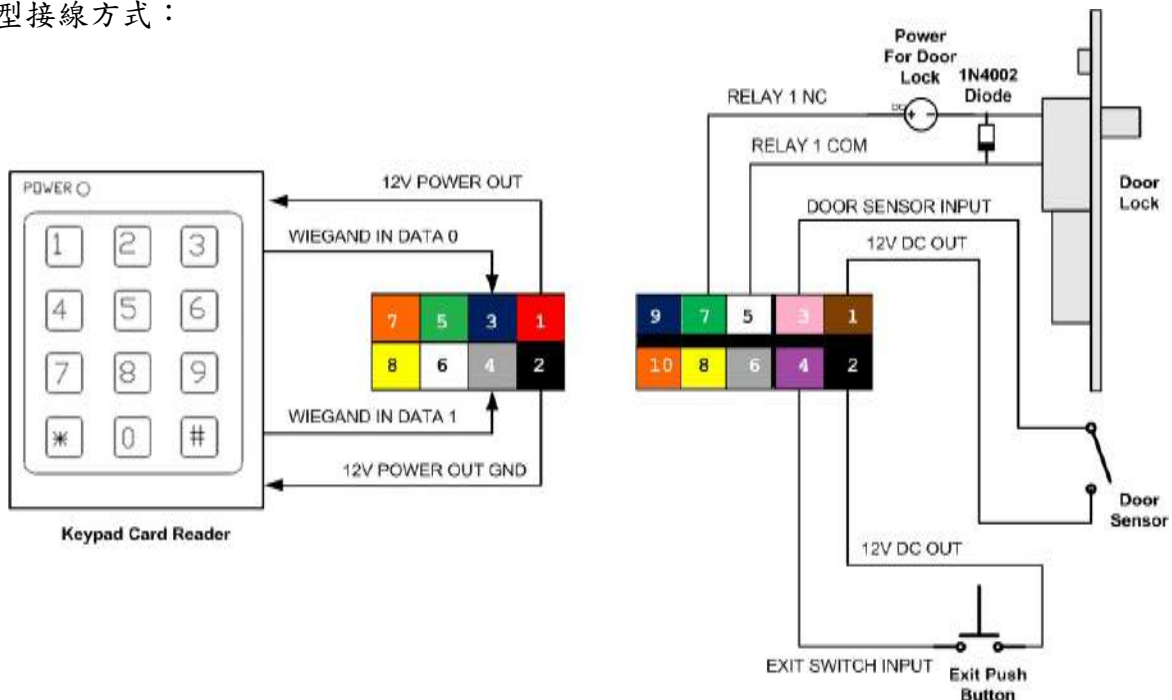 型接線方式：
Power
For Door
Lock
1N4002
Diode
RELAY 1 NC
DC
+ -
RELAY 1 COM
POWER
12V POWER OUT
Door
Lock
DOOR SENSOR INPUT
WIEGAND IN DATA 0
12V DC OUT
1 2 3
4 5 6
7 8 9
* 0 #
7 5 3 1
8 6 4 2
9 7 5 3 1
10 8 6 4 2
WIEGAND IN DATA 1
12V POWER OUT GND
Keypad Card Reader
Door
Sensor
12V DC OUT
EXIT SWITCH INPUT
Exit Push
Button